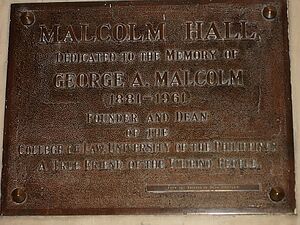 MALCOLM HALL
DEDICATED TO THE MEMORY OF
GEORGE A. MALCOLM
1881-1961
FOUNDER AND DEAN
OF THE
COLLEGE OF LAW, UNIVERSITY OF THE PHILIPPINES
A TRUE FRIEND OF THE FILIPINO PEOPLE.